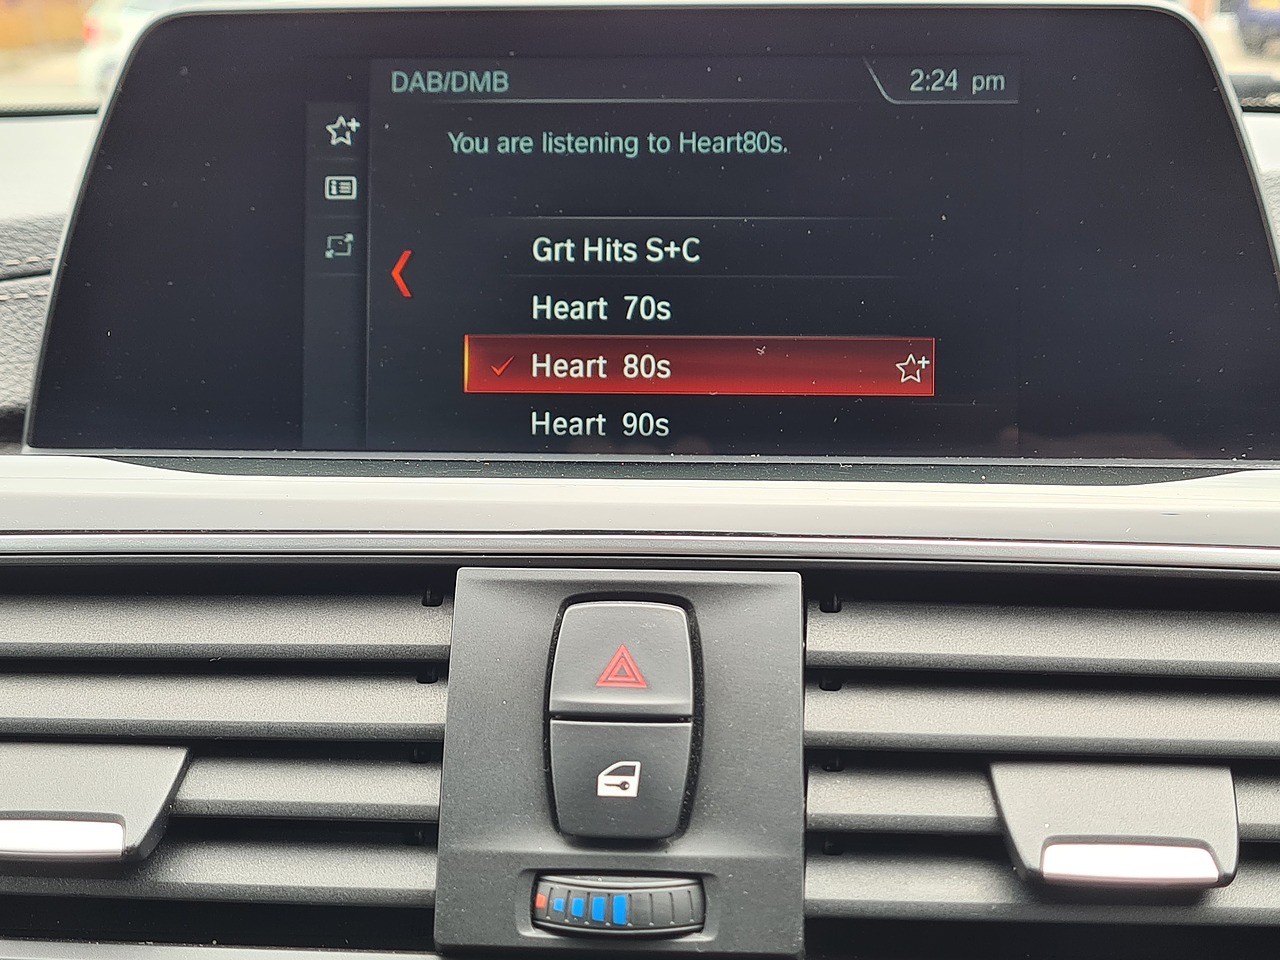 DAB/DMB
2:24 pm
You are listening to Heart80s.
Grt Hits S+C
Heart 70s
Heart 80s
Heart 90s